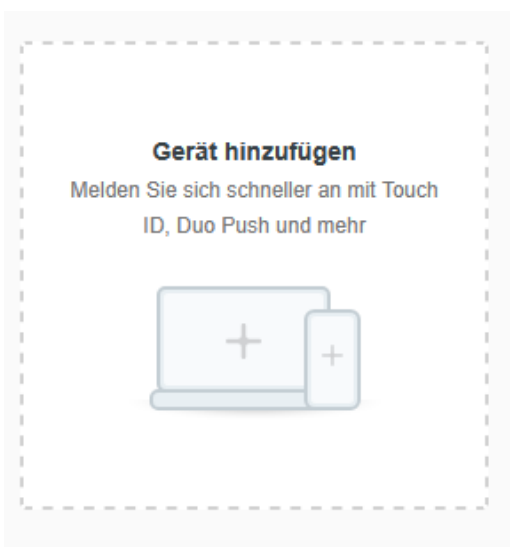 Gerät hinzufügen
Melden Sie sich schneller an mit Touch
ID, Duo Push und mehr